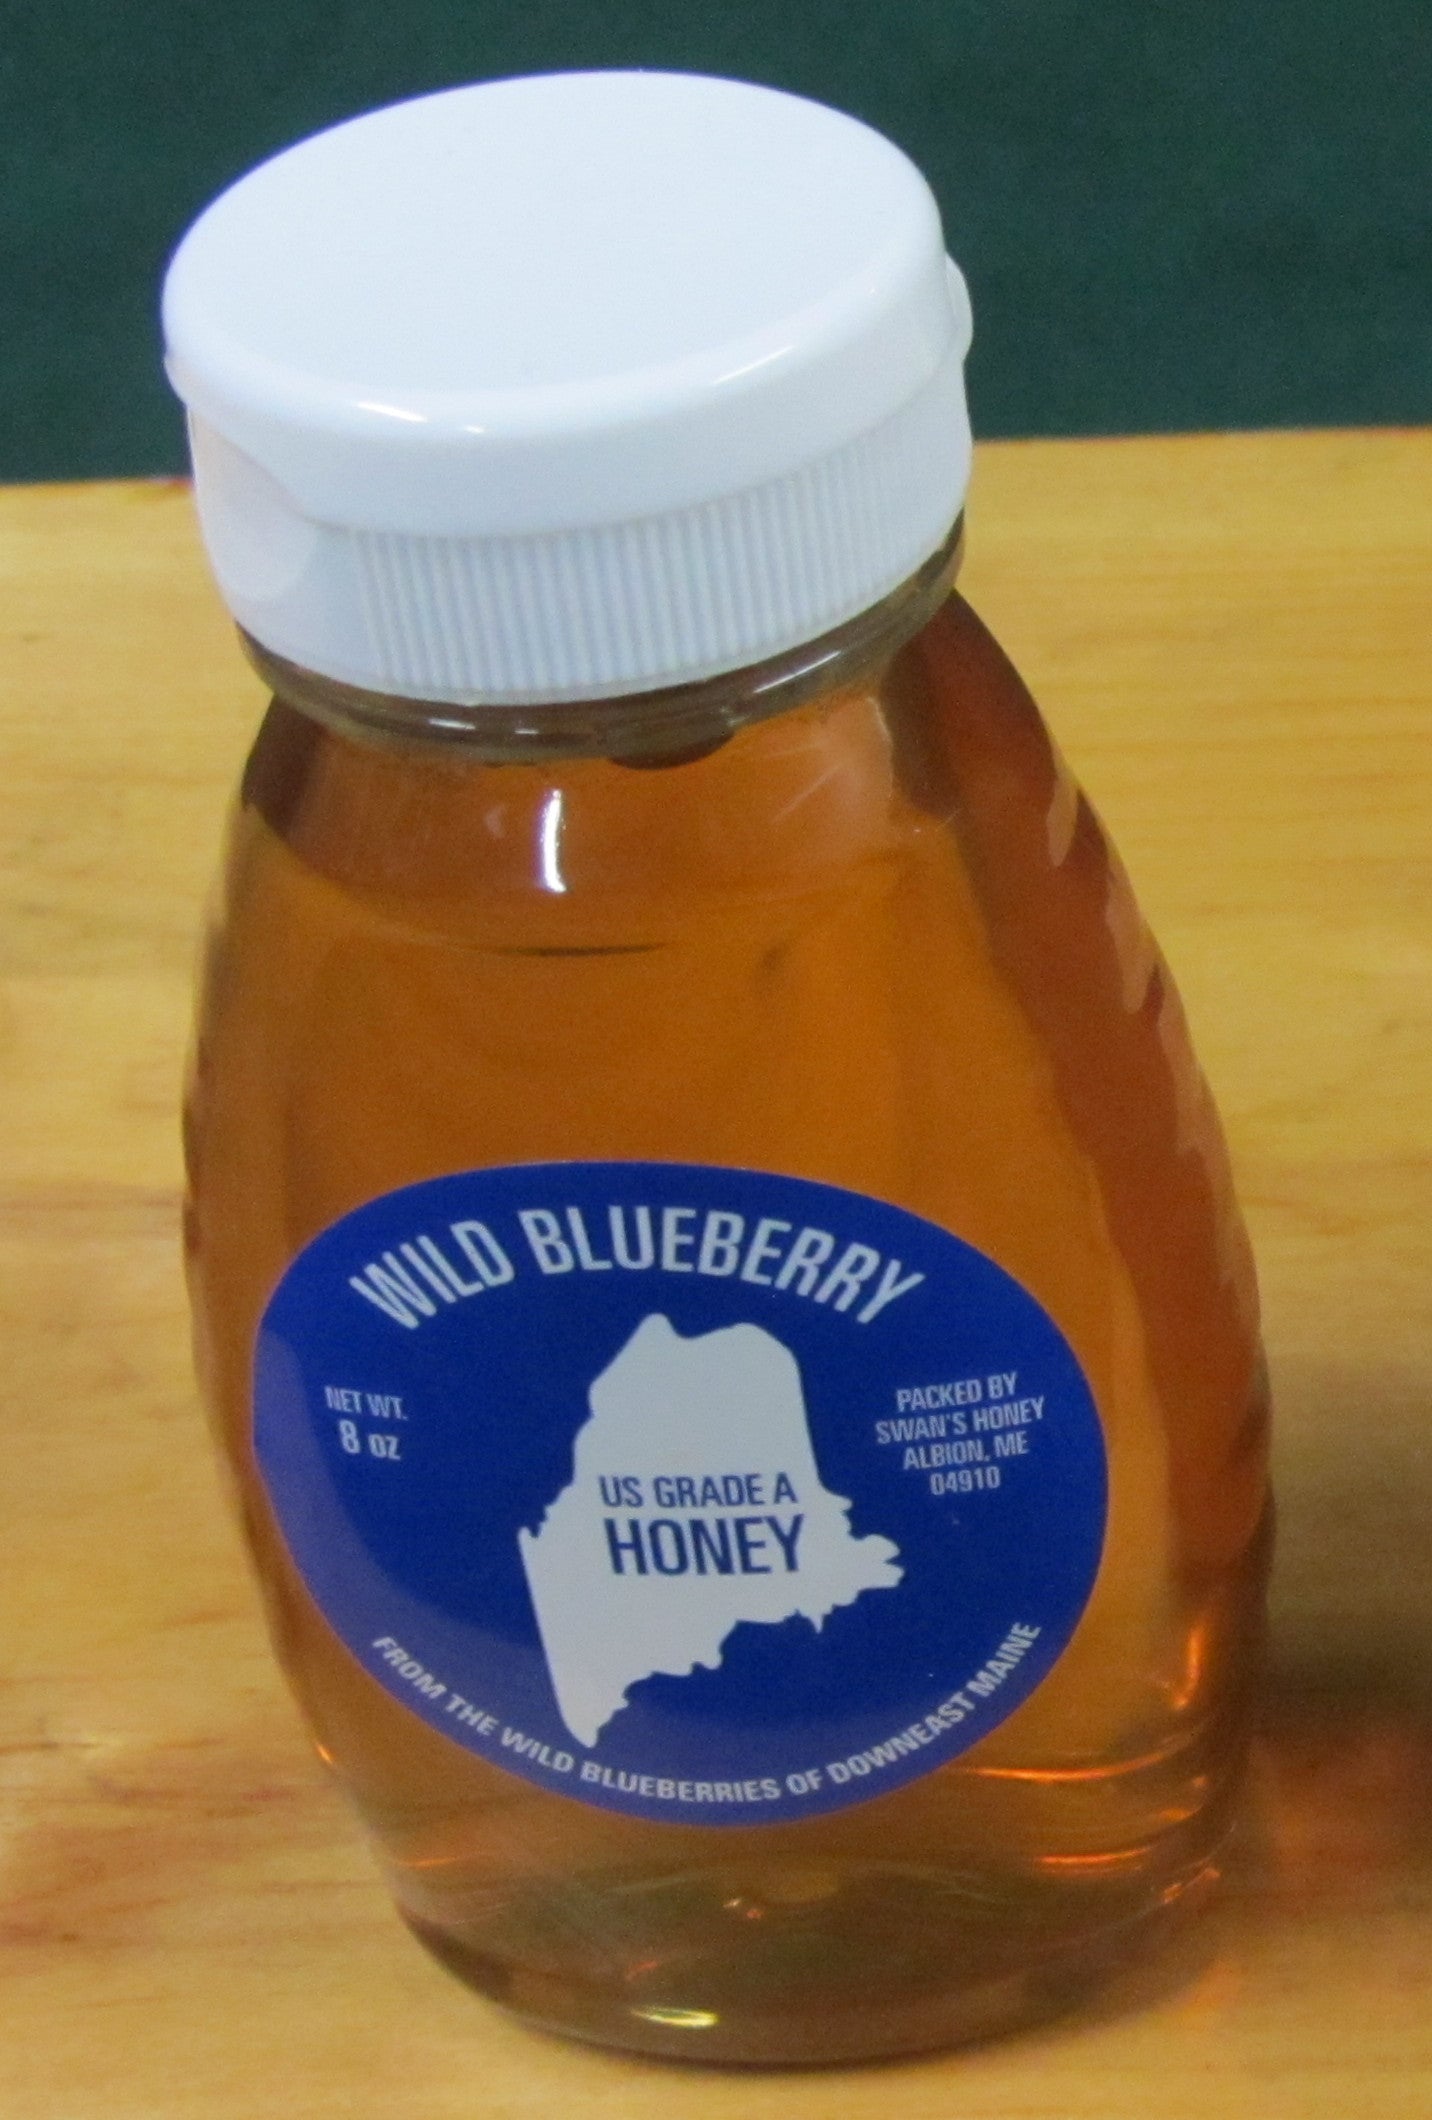 WILD BLUEBERRY
NET WT.
8 oz
PACKED BY
SWAN'S HONEY
ALBION, ME
04910
US GRADE A
HONEY
FROM THE WILD BLUEBERRIES OF DOWNEAST MAINE